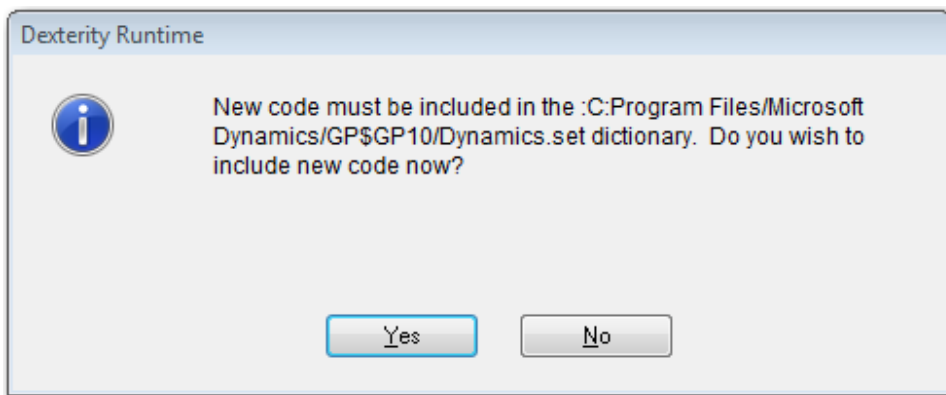 Dexterity Runtime
New code must be included in the :C:Program Files/Microsoft
Dynamics/GP$GP10/Dynamics.set dictionary.  Do you wish to
include new code now?
Yes
No